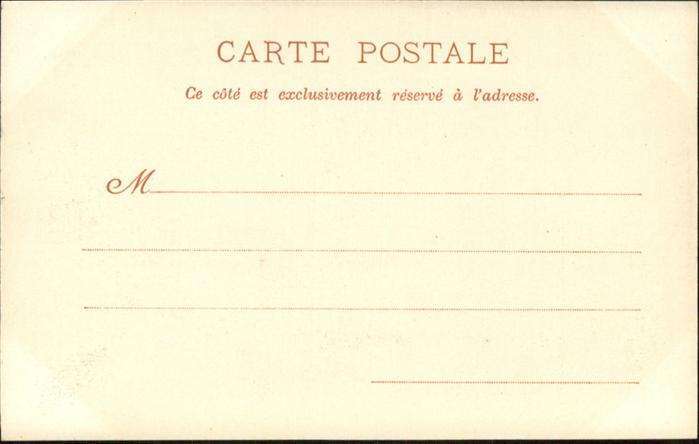 CARTE POSTALE
Ce côté est exclusivement réservé à l'adresse.
M